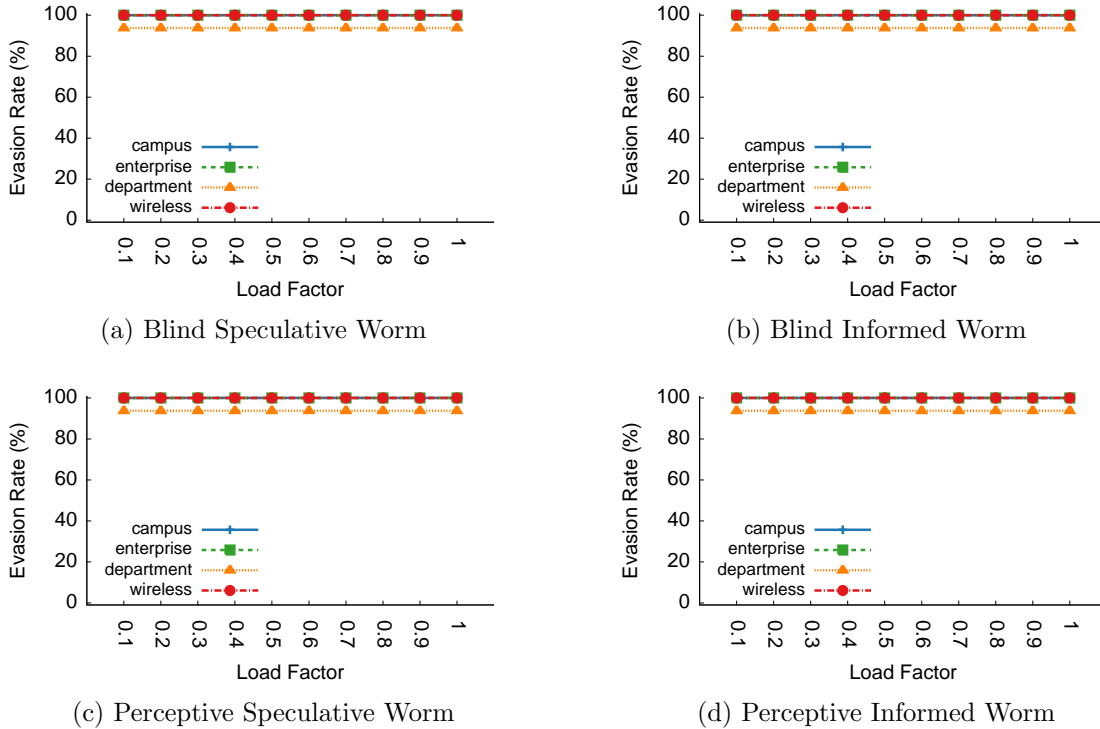 100
80
60
40
20
0
Evasion Rate (%)
campus
enterprise
department
wireless
0.1 0.2 0.3 0.4 0.5 0.6 0.7 0.8 0.9 1
Load Factor
(a) Blind Speculative Worm
100
80
60
40
20
0
Evasion Rate (%)
campus
enterprise
department
wireless
0.1 0.2 0.3 0.4 0.5 0.6 0.7 0.8 0.9 1
Load Factor
(b) Blind Informed Worm
100
80
60
40
20
0
Evasion Rate (%)
campus
enterprise
department
wireless
0.1 0.2 0.3 0.4 0.5 0.6 0.7 0.8 0.9 1
Load Factor
(c) Perceptive Speculative Worm
100
80
60
40
20
0
Evasion Rate (%)
campus
enterprise
department
wireless
0.1 0.2 0.3 0.4 0.5 0.6 0.7 0.8 0.9 1
Load Factor
(d) Perceptive Informed Worm